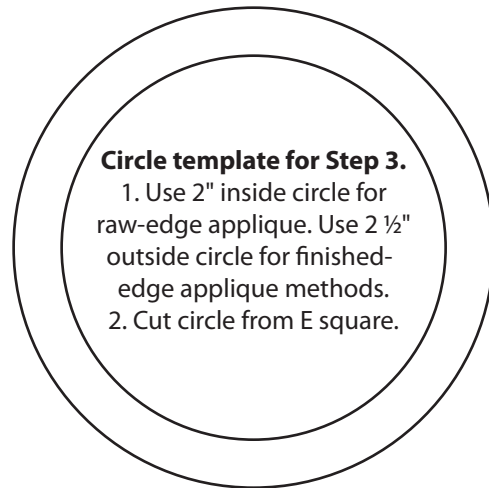 Circle template for Step 3.
1. Use 2" inside circle for
raw-edge applique. Use 2 ½"
outside circle for finished-
edge applique methods.
2. Cut circle from E square.